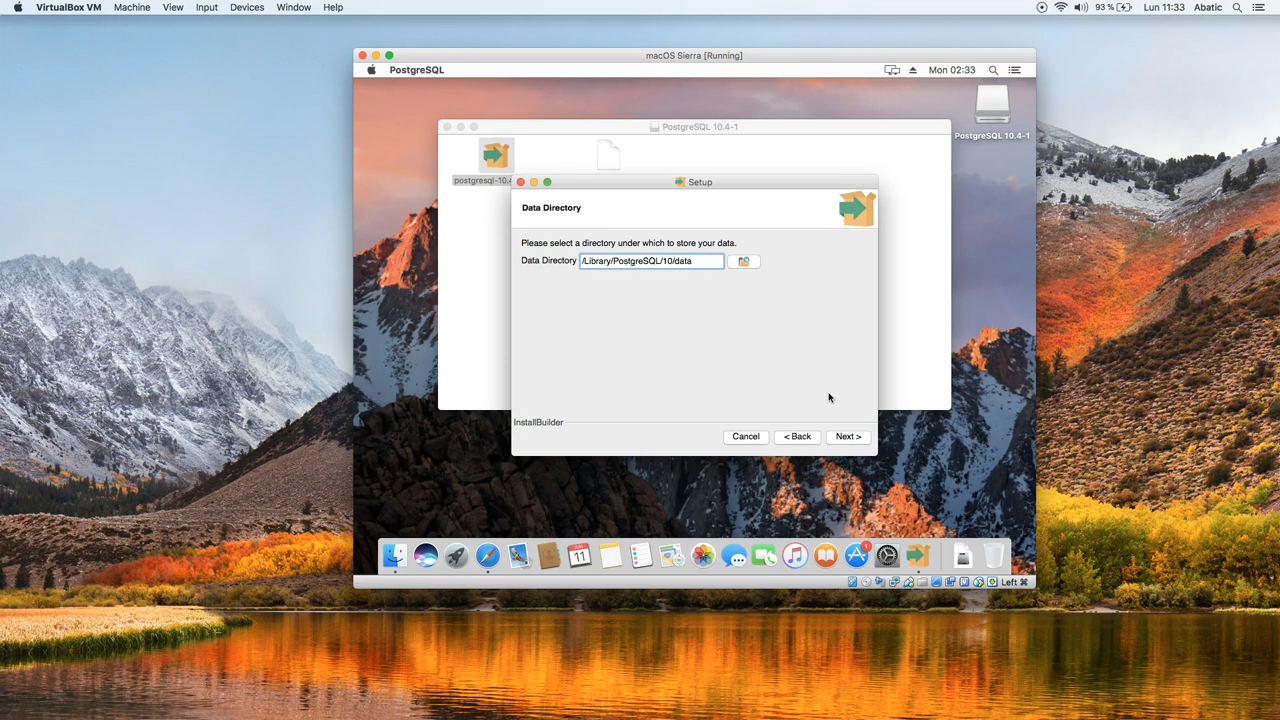 VirtualBox VM Machine View Input Devices Window Help 93 % Lun 11:33 Abatic
macOS Sierra [Running]
PostgreSQL Mon 02:33
PostgreSQL 10.4-1
PostgreSQL 10.4-1
postgresql-10.4
Setup
Data Directory
Please select a directory under which to store your data.
Data Directory /Library/PostgreSQL/10/data
InstallBuilder
Cancel < Back Next >
JUN
11
1
Left ⌘